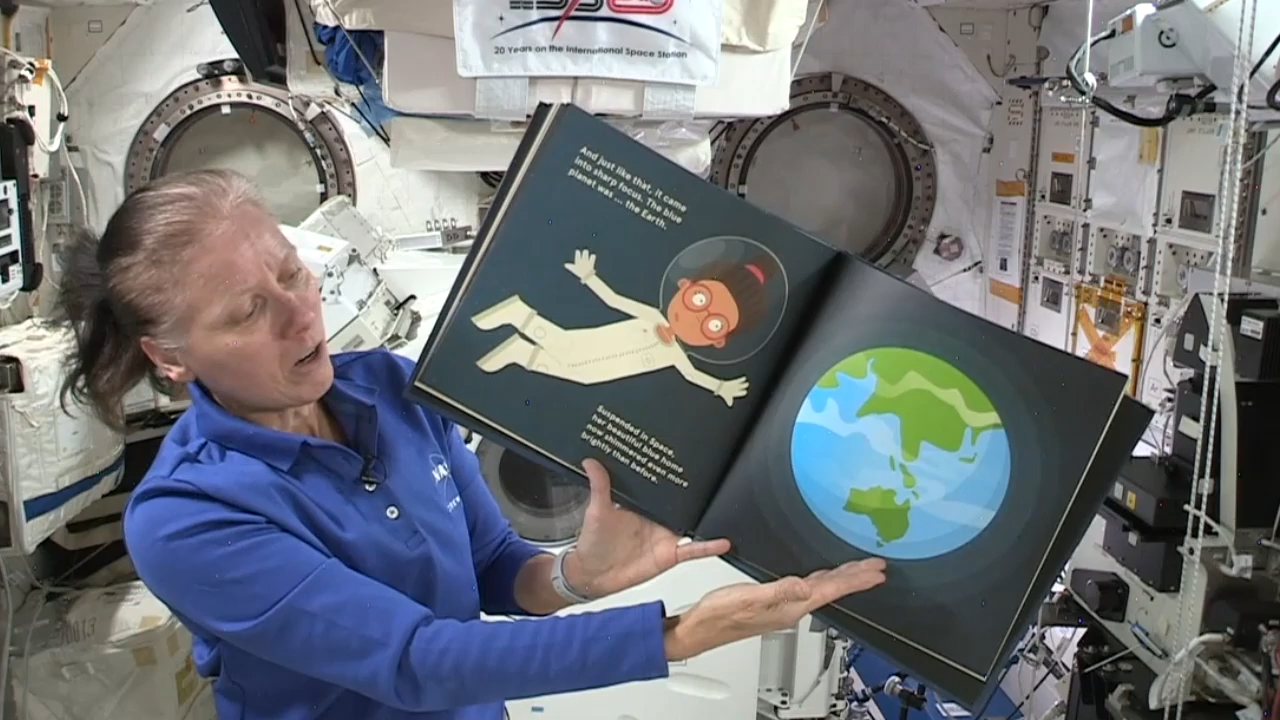 20 Years on the International Space Station
And just like that, it came
into sharp focus. The blue
planet was ... the Earth.
Suspended in Space,
her beautiful blue home
now shimmered even more
brightly than before.
NASA